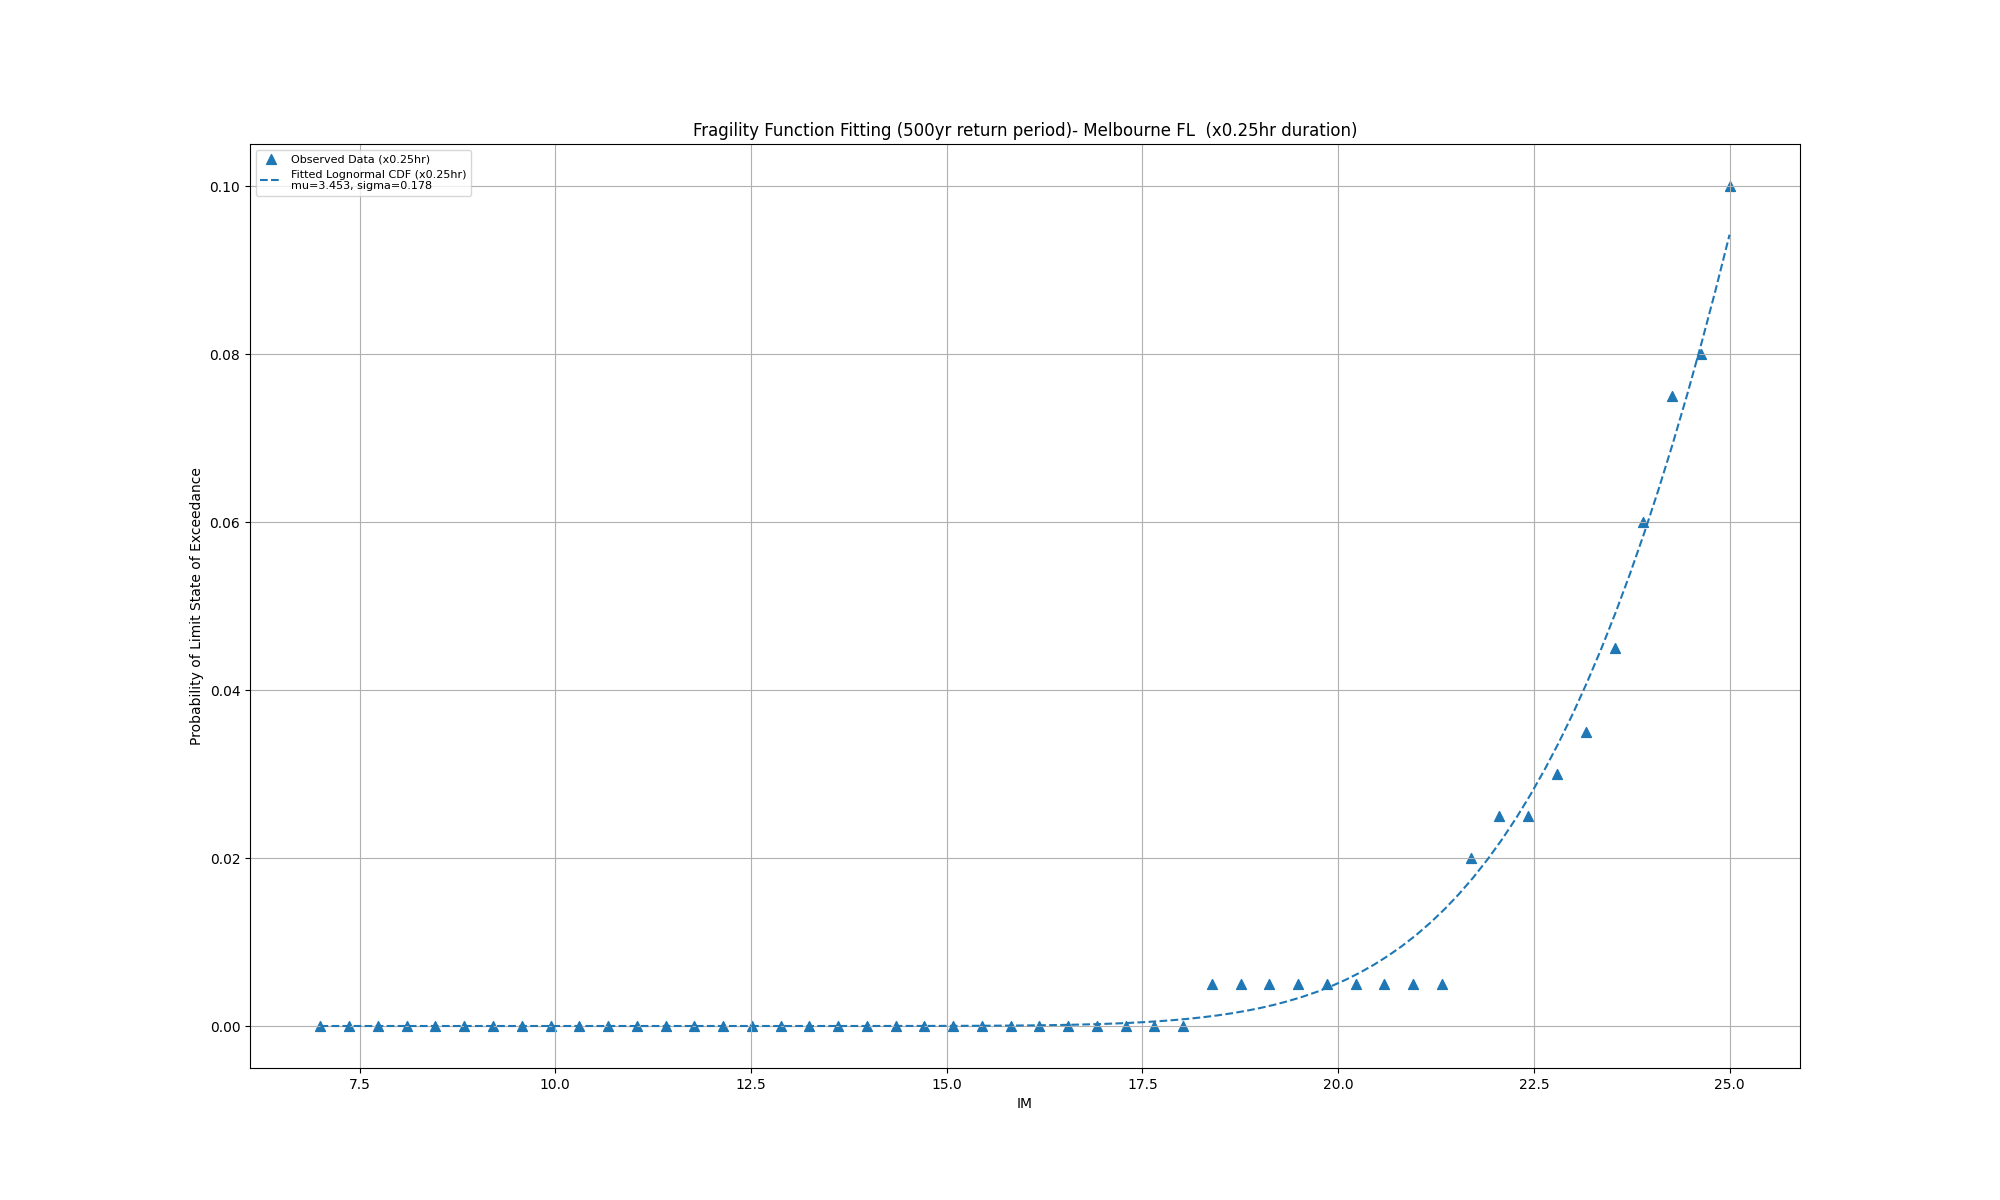 Fragility Function Fitting (500yr return period)- Melbourne FL  (x0.25hr duration)
Observed Data (x0.25hr)
Fitted Lognormal CDF (x0.25hr)
mu=3.453, sigma=0.178
Probability of Limit State of Exceedance
0.10
0.08
0.06
0.04
0.02
0.00
7.5 10.0 12.5 15.0 17.5 20.0 22.5 25.0
IM